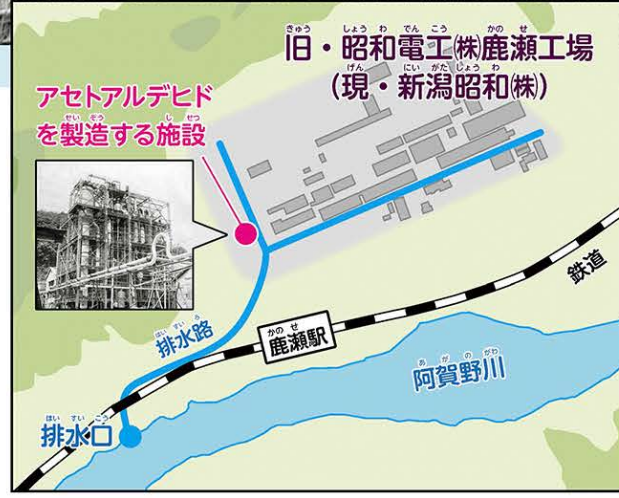 旧・昭和電工㈱鹿瀬工場
(現・新潟昭和㈱)
アセトアルデヒド
を製造する施設
鉄道
排水路
鹿瀬駅
阿賀野川
排水口